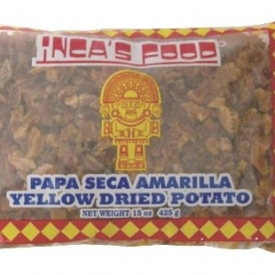 INCA'S FOOD
PAPA SECA AMARILLA
YELLOW DRIED POTATO
NET WEIGHT 15 oz 425 g